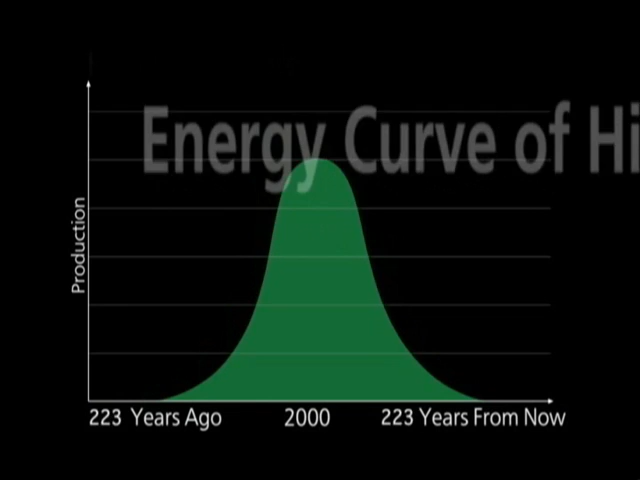 Energy Curve of Hi
Production
223 Years Ago
2000
223 Years From Now